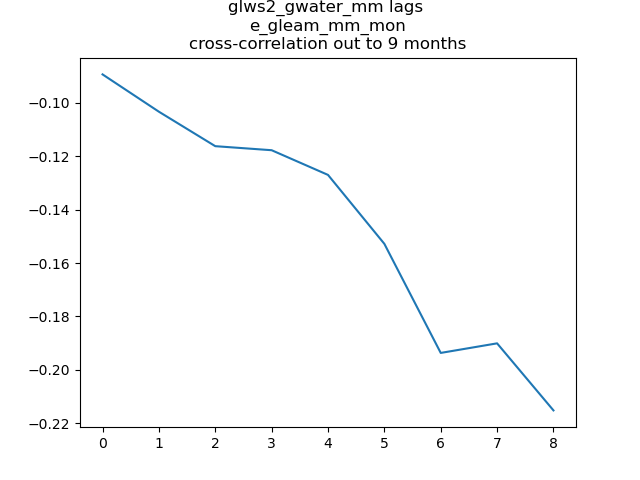 glws2_gwater_mm lags
e_gleam_mm_mon
cross-correlation out to 9 months
−0.10
−0.12
−0.14
−0.16
−0.18
−0.20
−0.22
0 1 2 3 4 5 6 7 8